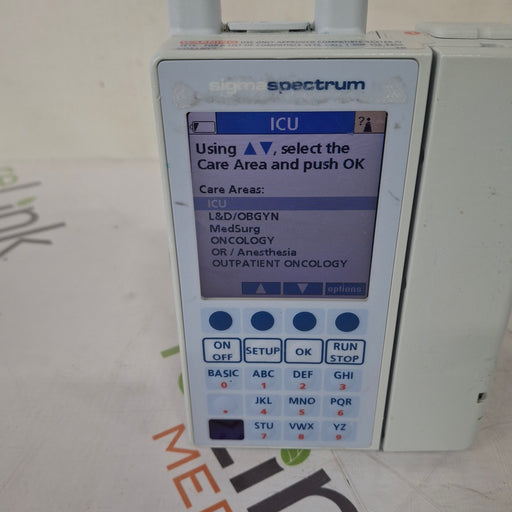 sigmaspectrum
ICU
?
Using ▲▼, select the
Care Area and push OK
Care Areas:
ICU
L&D/OBGYN
MedSurg
ONCOLOGY
OR / Anesthesia
OUTPATIENT ONCOLOGY
▲ ▼ options
ON OFF SETUP OK RUN STOP
BASIC ABC DEF GHI
0 1 2 3
JKL MNO PQR
. 4 5 6
STU VWX YZ
7 8 9
Link
MED